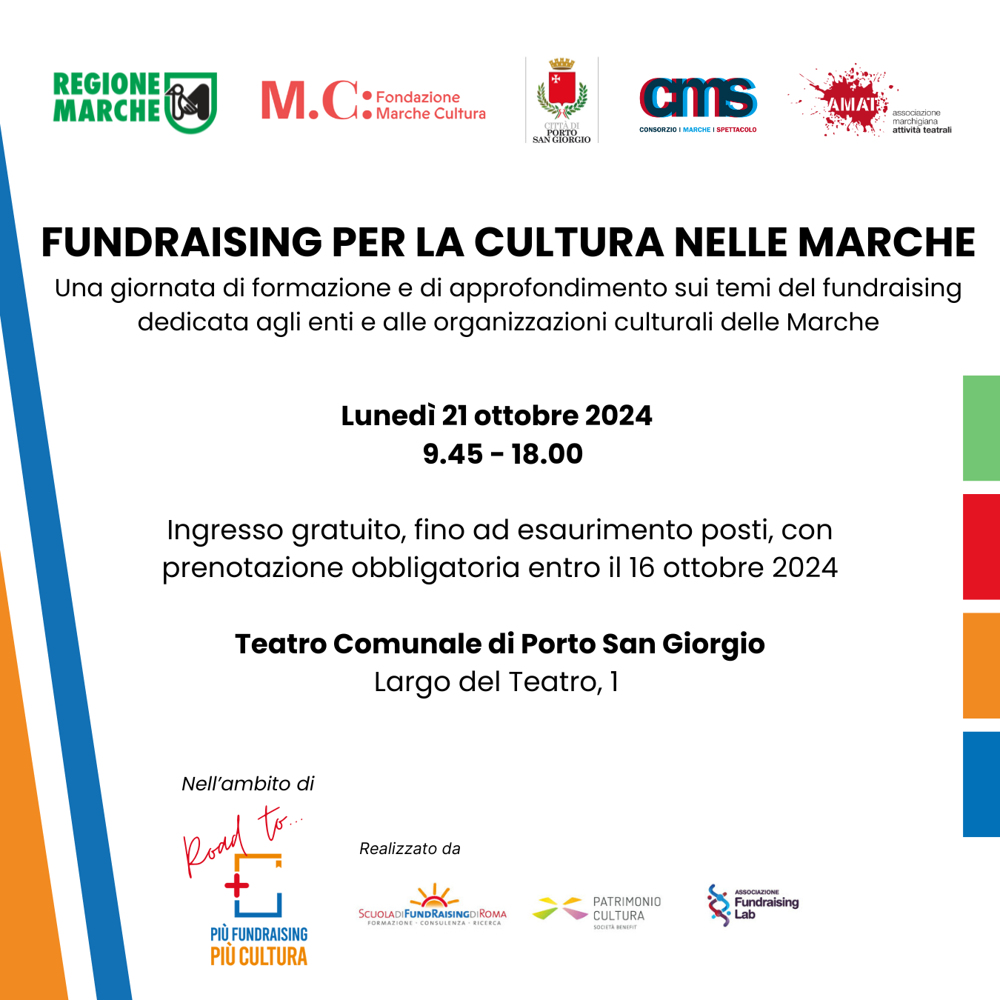 REGIONE
MARCHE
M.C: Fondazione
Marche Cultura
CITTÀ DI
PORTO
SAN GIORGIO
cms
CONSORZIO | MARCHE | SPETTACOLO
AMAT
associazione
marchigiana
attività teatrali
FUNDRAISING PER LA CULTURA NELLE MARCHE
Una giornata di formazione e di approfondimento sui temi del fundraising
dedicata agli enti e alle organizzazioni culturali delle Marche
Lunedì 21 ottobre 2024
9.45 - 18.00
Ingresso gratuito, fino ad esaurimento posti, con
prenotazione obbligatoria entro il 16 ottobre 2024
Teatro Comunale di Porto San Giorgio
Largo del Teatro, 1
Nell'ambito di
Road to...
PIÙ FUNDRAISING
PIÙ CULTURA
Realizzato da
SCUOLADIFUNDRAISINGDIROMA
FORMAZIONE · CONSULENZA · RICERCA
PATRIMONIO
CULTURA
SOCIETÀ BENEFIT
ASSOCIAZIONE
Fundraising
Lab